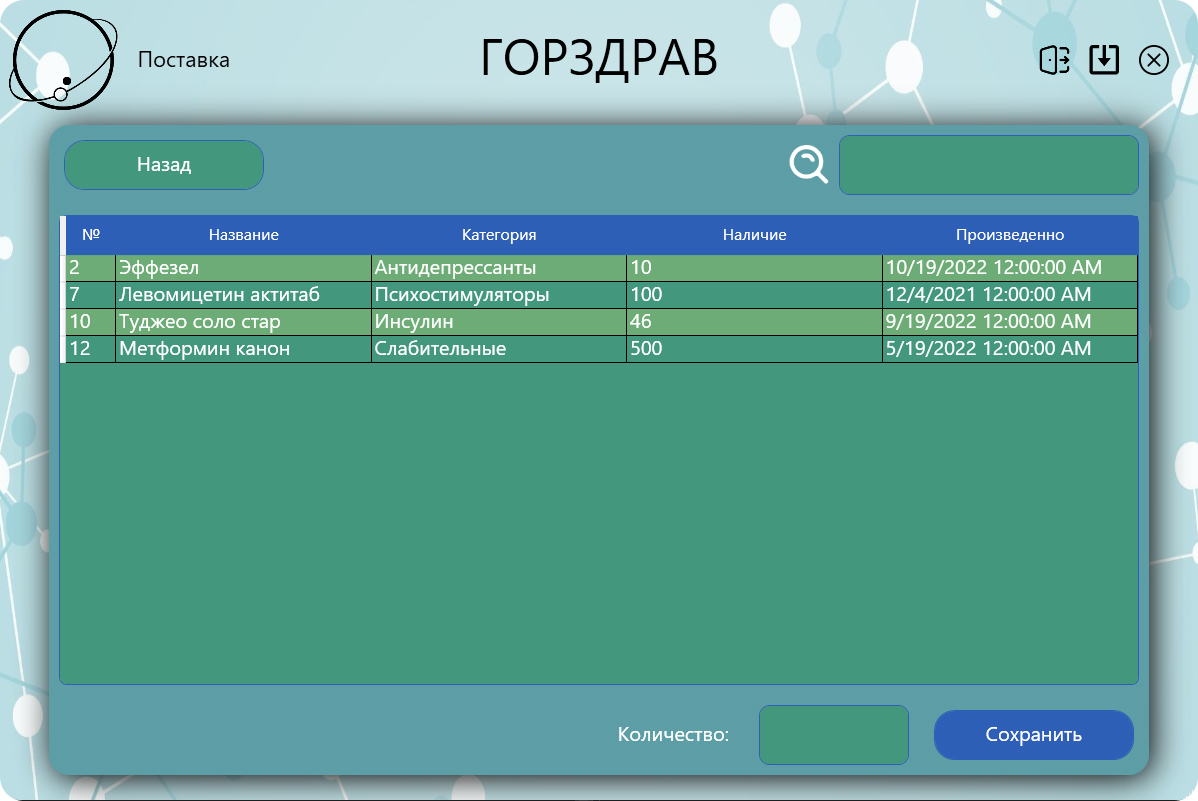 Поставка
ГОРЗДРАВ
Назад
№ Название Категория Наличие Произведенно
2 Эффезел Антидепрессанты 10 10/19/2022 12:00:00 AM
7 Левомицетин актитаб Психостимуляторы 100 12/4/2021 12:00:00 AM
10 Туджео соло стар Инсулин 46 9/19/2022 12:00:00 AM
12 Метформин канон Слабительные 500 5/19/2022 12:00:00 AM
Количество:
Сохранить